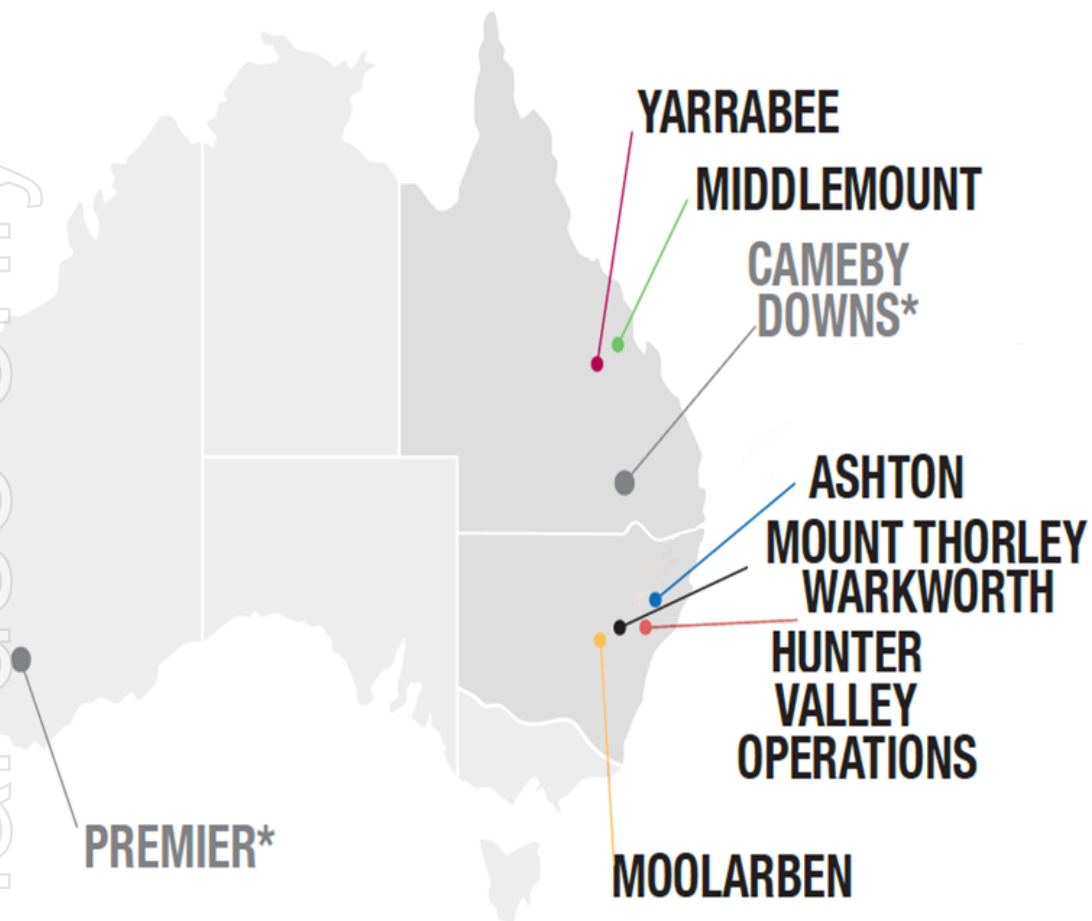 YARRABEE
MIDDLEMOUNT
CAMEBY
DOWNS*
ASHTON
MOUNT THORLEY
WARKWORTH
HUNTER
VALLEY
OPERATIONS
PREMIER*
MOOLARBEN